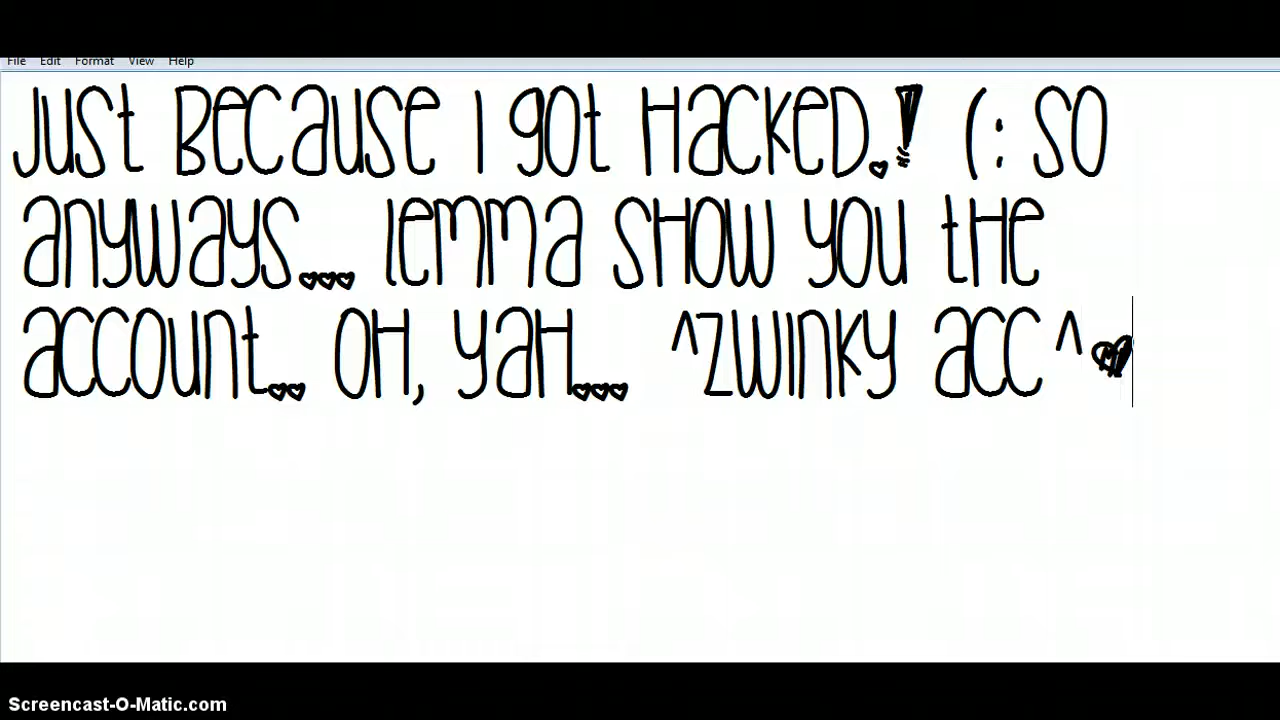 File Edit Format View Help
Just Because I got Hacked.! (: so
anyways... lemma show you the
account.. oH, yaH... ^zwinky acc ^
Screencast-O-Matic.com